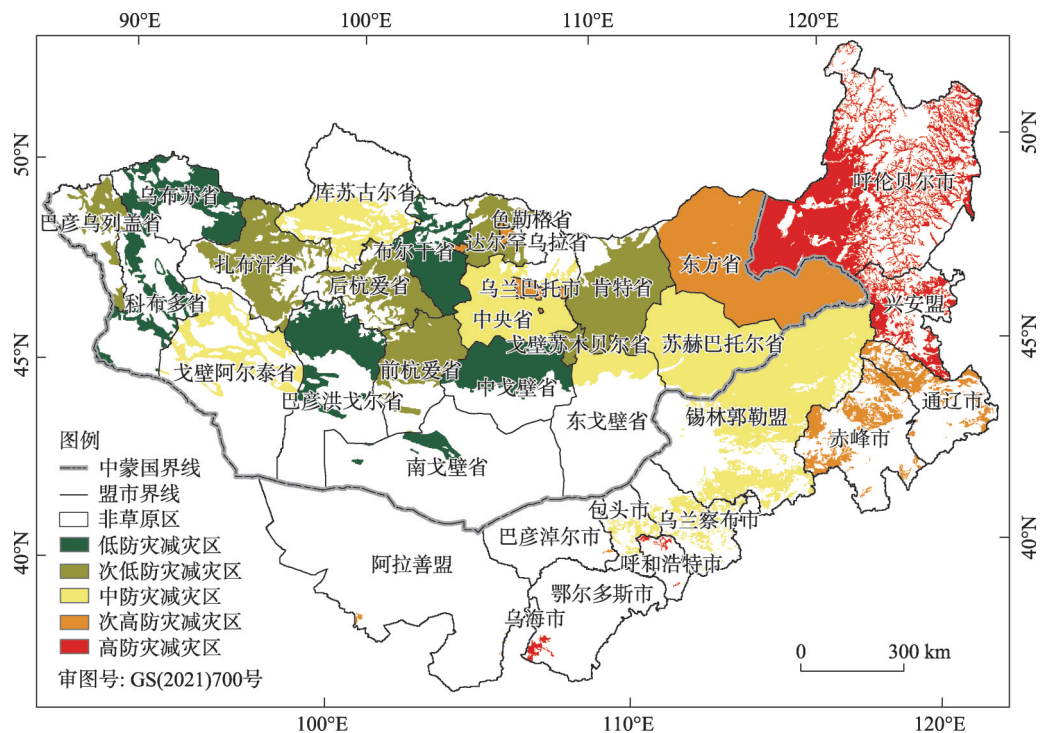 90°E
100°E
110°E
120°E
50°N
50°N
45°N
45°N
40°N
40°N
库苏古尔省
乌布苏省
呼伦贝尔市
巴彦乌列盖省
色勒格省
布尔干省
达尔罕乌拉省
扎布汗省
东方省
后杭爱省
乌兰巴托市
肯特省
科布多省
兴安盟
中央省
戈壁苏木贝尔省
苏赫巴托尔省
前杭爱省
戈壁阿尔泰省
中戈壁省
巴彦洪戈尔省
通辽市
东戈壁省
锡林郭勒盟
赤峰市
南戈壁省
包头市
乌兰察布市
巴彦淖尔市
呼和浩特市
阿拉善盟
鄂尔多斯市
乌海市
图例
中蒙国界线
盟市界线
非草原区
低防灾减灾区
次低防灾减灾区
中防灾减灾区
次高防灾减灾区
高防灾减灾区
审图号: GS(2021)700号
0 300 km
100°E
110°E
120°E